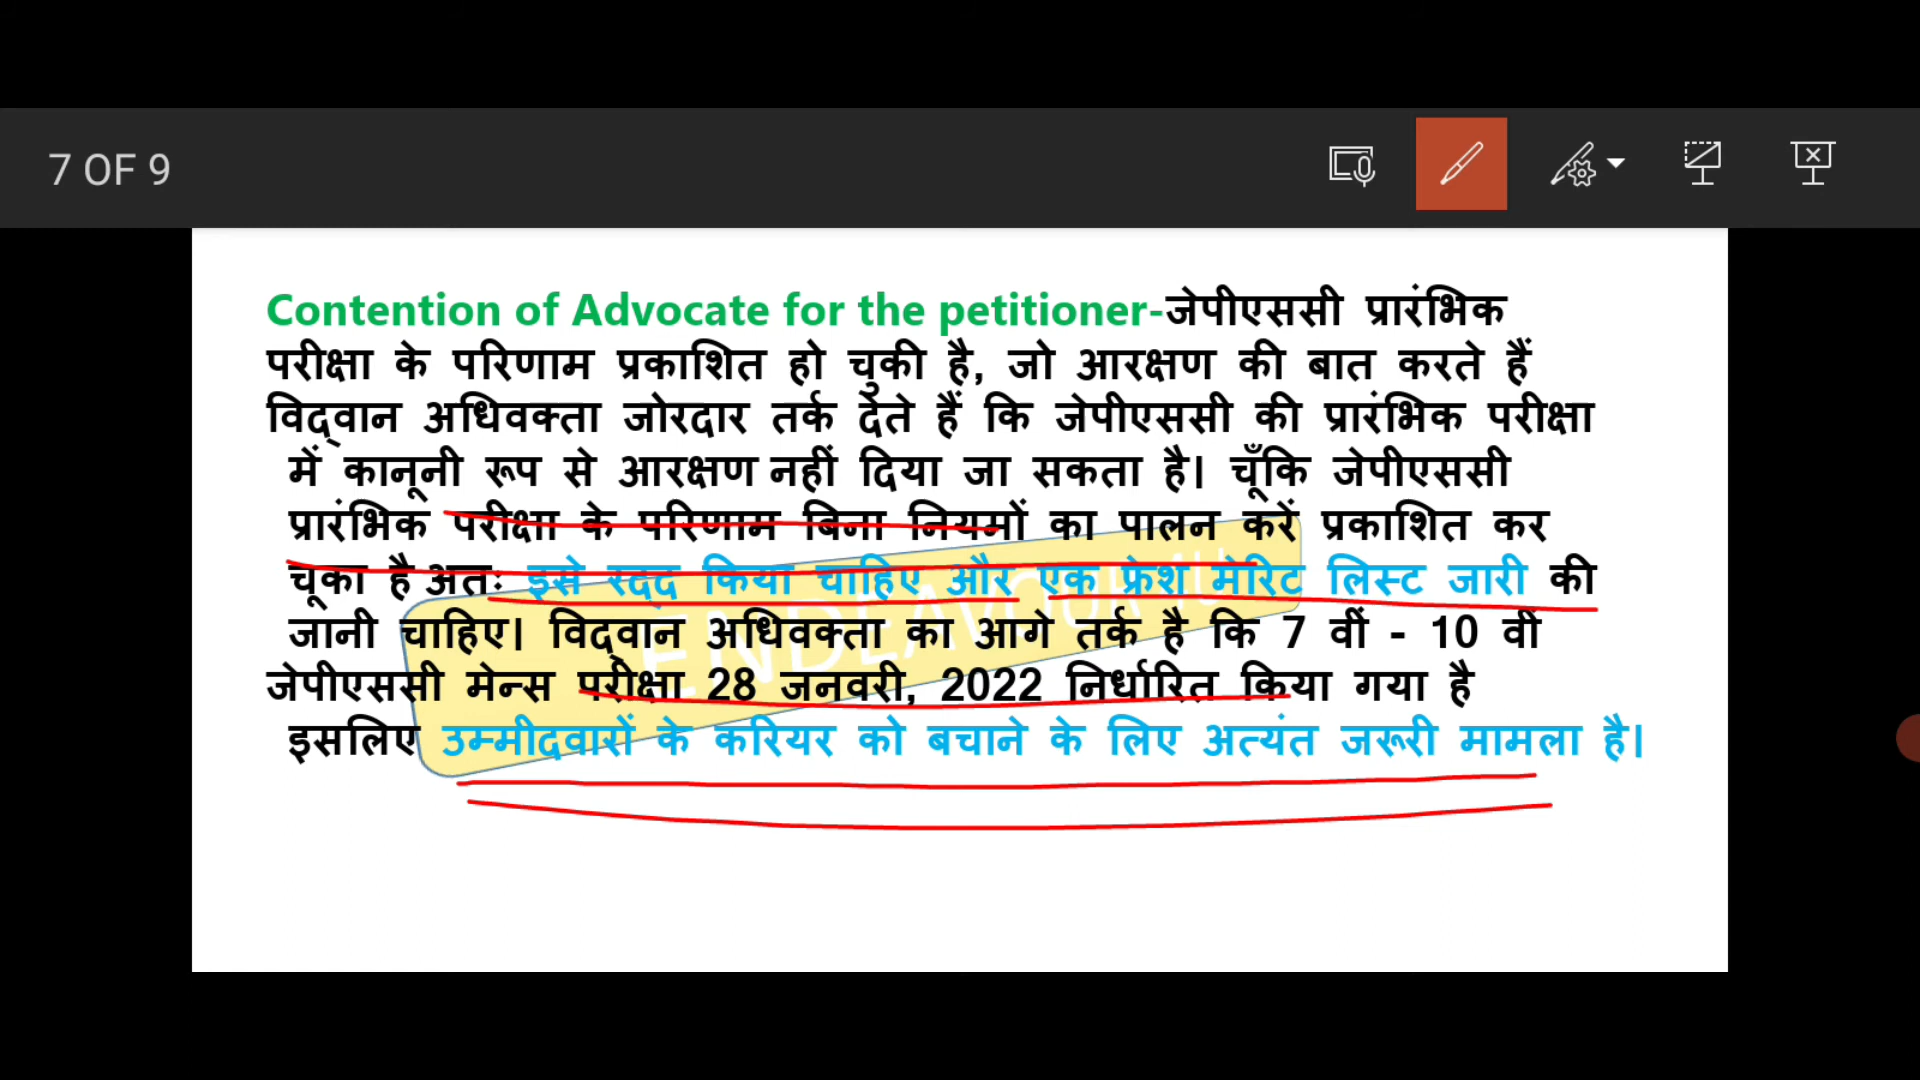 7 OF 9
Contention of Advocate for the petitioner-जेपीएससी प्रारंभिक
परीक्षा के परिणाम प्रकाशित हो चुकी है, जो आरक्षण की बात करते हैं
विद्वान अधिवक्ता जोरदार तर्क देते हैं कि जेपीएससी की प्रारंभिक परीक्षा
में कानूनी रूप से आरक्षण नहीं दिया जा सकता है। चूँकि जेपीएससी
प्रारंभिक परीक्षा के परिणाम बिना नियमों का पालन करें प्रकाशित कर
चूका है अतः इसे रद्द किया चाहिए और एक फ्रेश मेरिट लिस्ट जारी की
जानी चाहिए। विद्वान अधिवक्ता का आगे तर्क है कि 7 वीं - 10 वीं
जेपीएससी मेन्स परीक्षा 28 जनवरी, 2022 निर्धारित किया गया है
इसलिए उम्मीदवारों के करियर को बचाने के लिए अत्यंत जरूरी मामला है।
ENDEAVOUR 4U